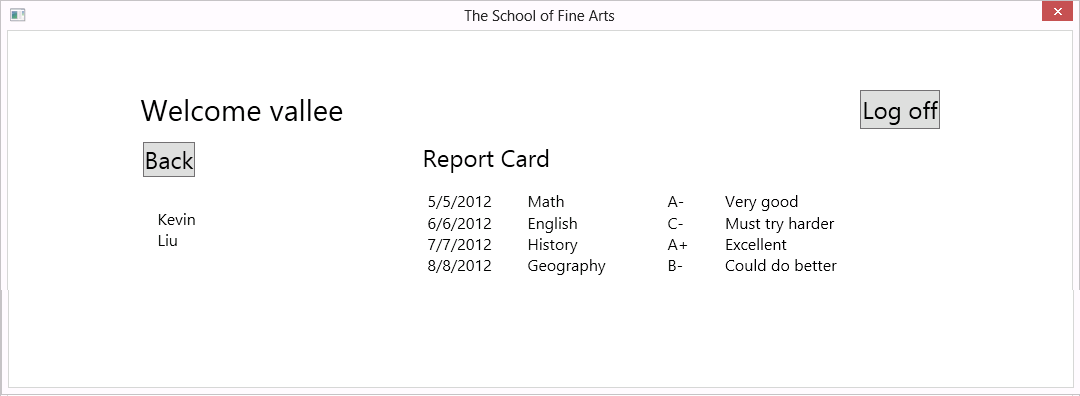 The School of Fine Arts
Welcome vallee
Log off
Back
Report Card
Kevin
Liu
5/5/2012 Math A- Very good
6/6/2012 English C- Must try harder
7/7/2012 History A+ Excellent
8/8/2012 Geography B- Could do better